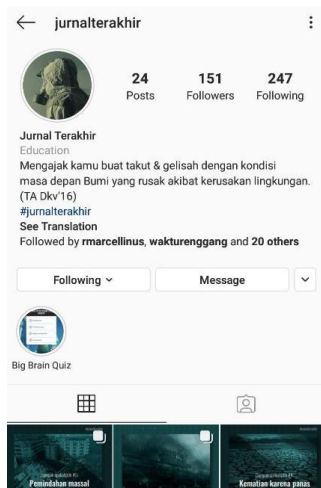 jurnalterakhir
24 151 247
Posts Followers Following
Jurnal Terakhir
Education
Mengajak kamu buat takut & gelisah dengan kondisi
masa depan Bumi yang rusak akibat kerusakan lingkungan.
(TA Dkv'16)
#jurnalterakhir
See Translation
Followed by rmarcellinus, wakturenggang and 20 others
Following Message
Big Brain Quiz
Pemindahan massal
Kematian karena panas